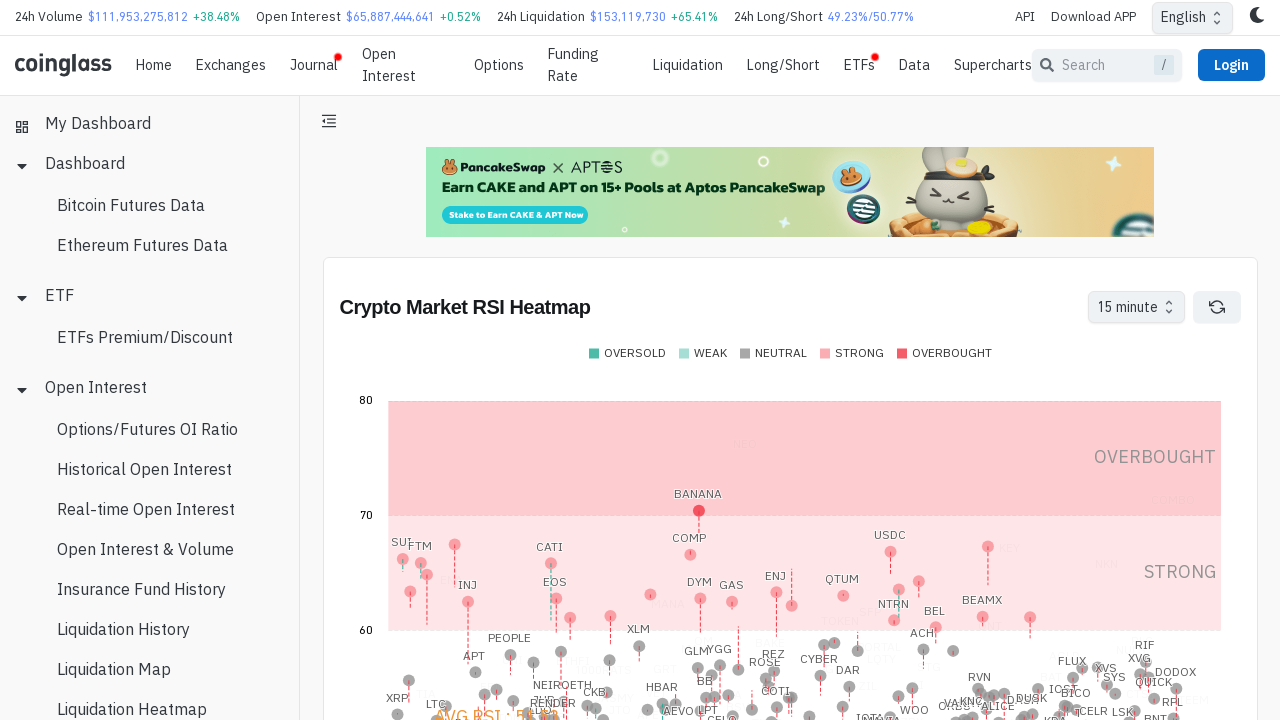 24h Volume $111,953,275,812 +38.48% Open Interest $65,887,444,641 +0.52% 24h Liquidation $153,119,730 +65.41% 24h Long/Short 49.23%/50.77% API Download APP English
coinglass Home Exchanges Journal Open Interest Options Funding Rate Liquidation Long/Short ETFs Data Supercharts Search / Login
My Dashboard
Dashboard
Bitcoin Futures Data
Ethereum Futures Data
ETF
ETFs Premium/Discount
Open Interest
Options/Futures OI Ratio
Historical Open Interest
Real-time Open Interest
Open Interest & Volume
Insurance Fund History
Liquidation History
Liquidation Map
Liquidation Heatmap
PancakeSwap × APTOS
Earn CAKE and APT on 15+ Pools at Aptos PancakeSwap
Stake to Earn CAKE & APT Now
Crypto Market RSI Heatmap
15 minute
OVERSOLD WEAK NEUTRAL STRONG OVERBOUGHT
80
OVERBOUGHT
BANANA
70
SUI FTM CATI COMP USDC
STRONG
INJ EOS DYM GAS ENJ QTUM
NTRN BEL BEAMX
60
PEOPLE XLM ACH
APT GLM YGG ROSE REZ CYBER DAR FLUX XVG RIF
XVS SYS DODOX
XRP LTC NEIROETH CKB HBAR BB COTI RVN ICST BICO QUICK
RENDER AEVO WOO ALICE DUSK CELR LSK RPL